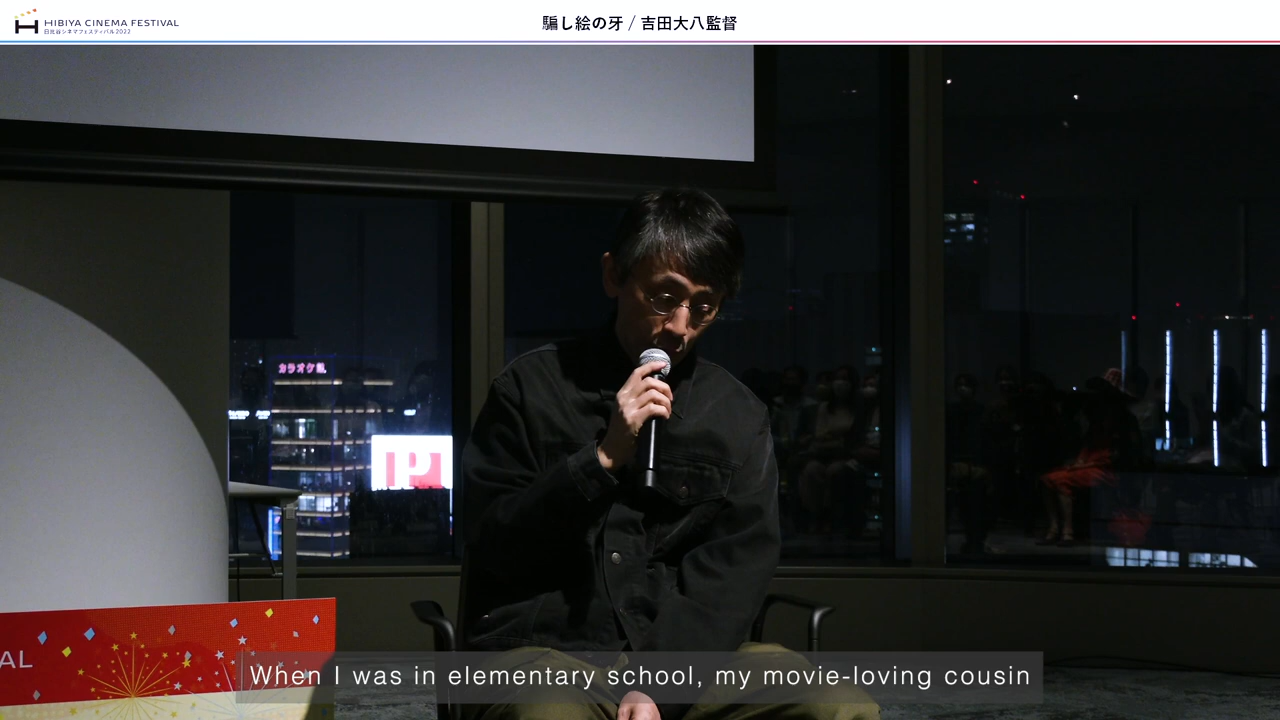 HIBIYA CINEMA FESTIVAL
日比谷シネマフェスティバル2022
騙し絵の牙 / 吉田大八監督
カラオケ館
P
AL
When I was in elementary school, my movie-loving cousin